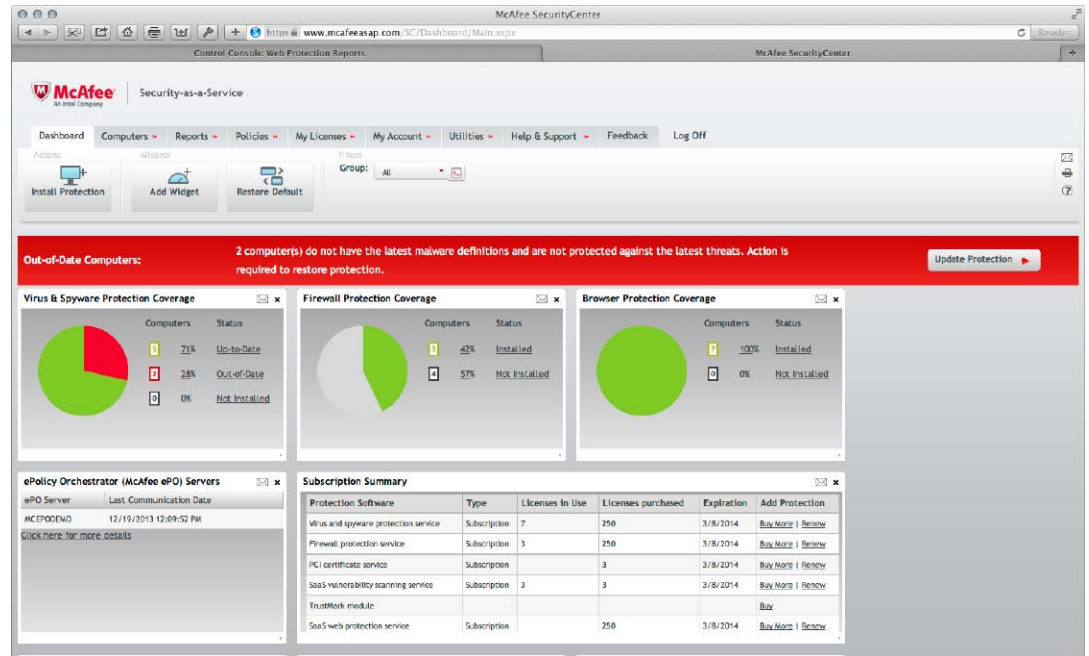 McAfee SecurityCenter
https www.mcafeeasap.com/SC/Dashboard/Main.aspx
Reader
Control Console: Web Protection Reports
McAfee SecurityCenter
McAfee
An Intel Company
Security-as-a-Service
Dashboard Computers » Reports » Policies » My Licenses » My Account » Utilities » Help & Support » Feedback Log Off
Actions Widgets Filters
Install Protection Add Widget Restore Default Group: All
Out-of-Date Computers:
2 computer(s) do not have the latest malware definitions and are not protected against the latest threats. Action is
required to restore protection.
Update Protection
Virus & Spyware Protection Coverage
Computers Status
5 71% Up-to-Date
2 28% Out-of-Date
0 0% Not Installed
Firewall Protection Coverage
Computers Status
3 42% Installed
4 57% Not Installed
Browser Protection Coverage
Computers Status
7 100% Installed
0 0% Not Installed
ePolicy Orchestrator (McAfee ePO) Servers
ePO Server Last Communication Date
MCEPODEMO 12/19/2013 12:09:52 PM
Click here for more details
Subscription Summary
Protection Software Type Licenses In Use Licenses purchased Expiration Add Protection
Virus and spyware protection service Subscription 7 250 3/8/2014 Buy More | Renew
Firewall protection service Subscription 3 250 3/8/2014 Buy More | Renew
PCI certificate service Subscription 3 3/8/2014 Buy More | Renew
SaaS vulnerability scanning service Subscription 3 3 3/8/2014 Buy More | Renew
TrustMark module Buy
SaaS web protection service Subscription 250 3/8/2014 Buy More | Renew